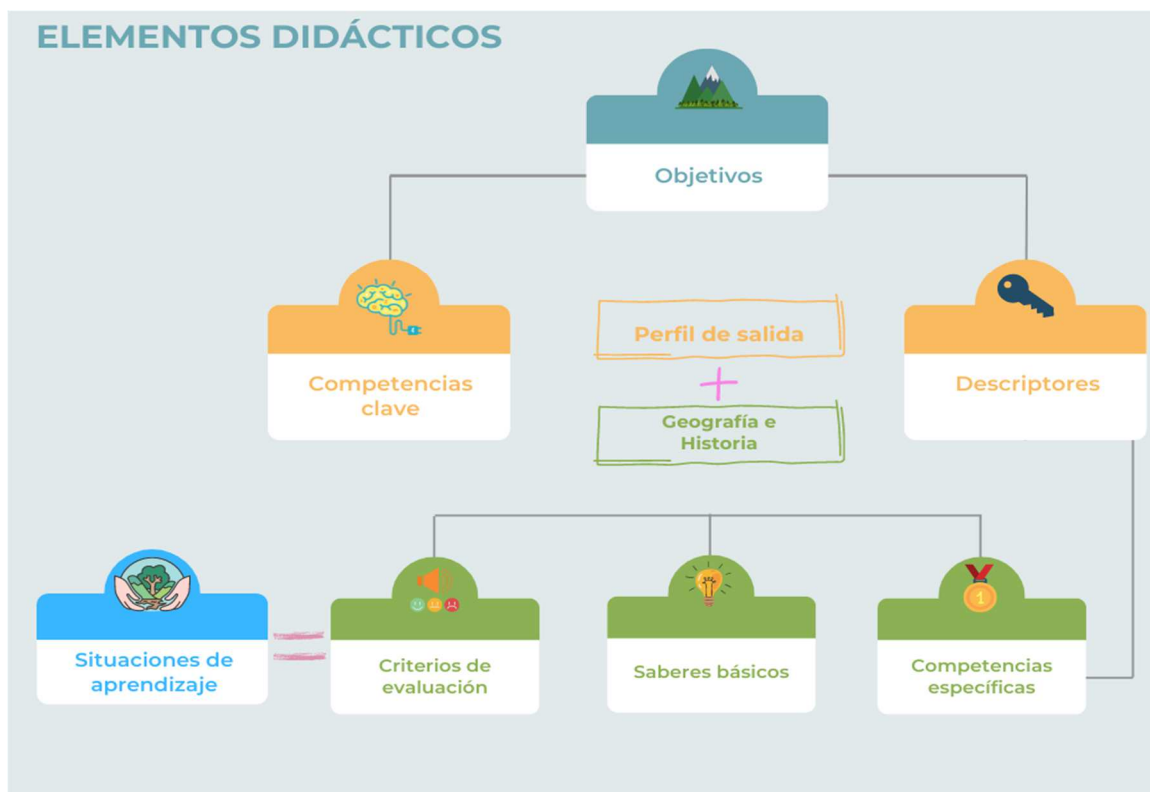 ELEMENTOS DIDÁCTICOS
Objetivos
Competencias
clave
Perfil de salida
+
Geografía e
Historia
Descriptores
Situaciones de
aprendizaje
=
Criterios de
evaluación
Saberes básicos
Competencias
específicas
1